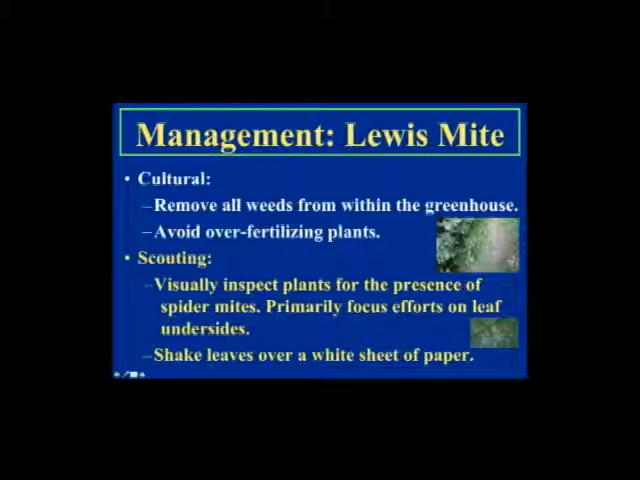 Management: Lewis Mite
• Cultural:
–Remove all weeds from within the greenhouse.
–Avoid over-fertilizing plants.
• Scouting:
–Visually inspect plants for the presence of
spider mites. Primarily focus efforts on leaf
undersides.
–Shake leaves over a white sheet of paper.